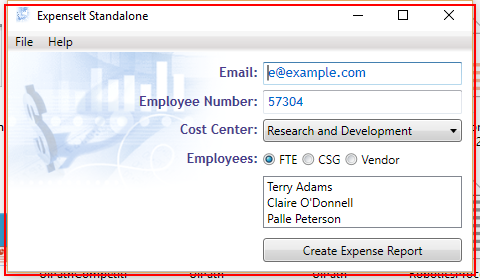 ExpenseIt Standalone
File Help
Email: e@example.com
Employee Number: 57304
Cost Center: Research and Development
Employees: FTE CSG Vendor
Terry Adams
Claire O'Donnell
Palle Peterson
Create Expense Report